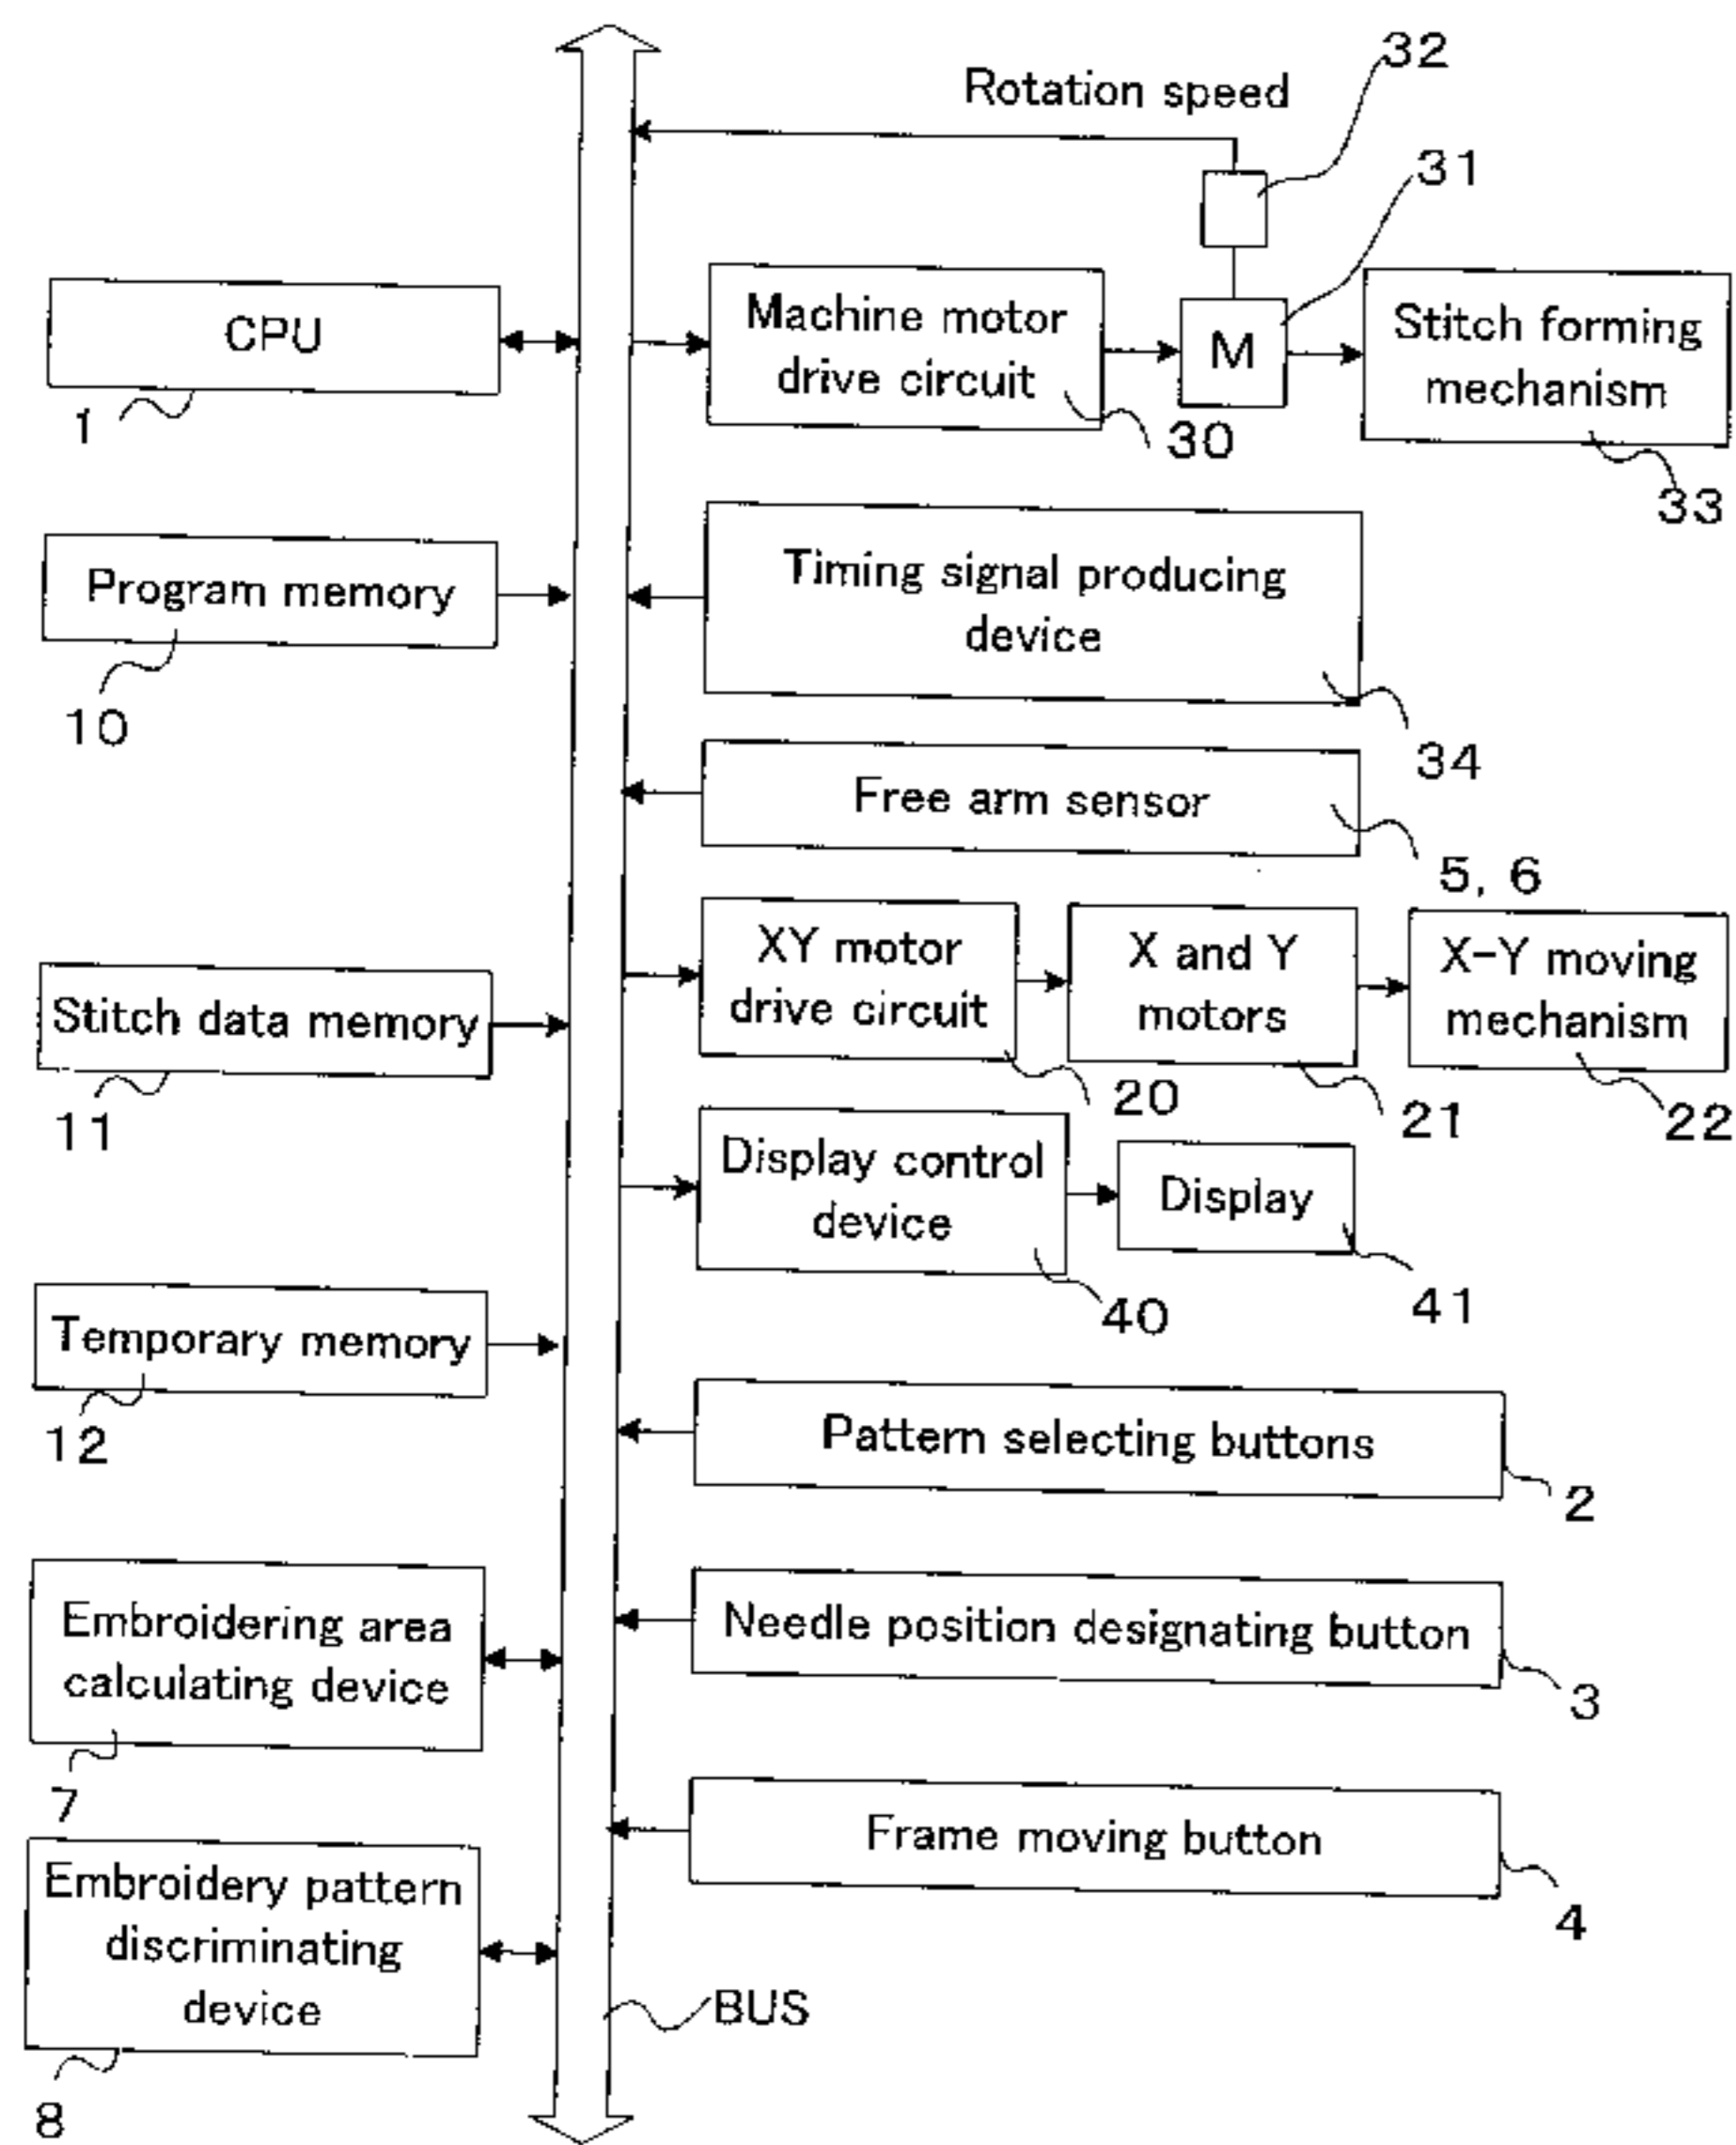 32
Rotation speed
31
CPU
1
Machine motor
drive circuit
30
M
Stitch forming
mechanism
33
Program memory
10
Timing signal producing
device
34
Free arm sensor
5, 6
Stitch data memory
11
XY motor
drive circuit
20
X and Y
motors
21
X-Y moving
mechanism
22
Display control
device
40
Display
41
Temporary memory
12
Pattern selecting buttons
2
Embroidering area
calculating device
7
Needle position designating button
3
Frame moving button
4
Embroidery pattern
discriminating
device
8
BUS